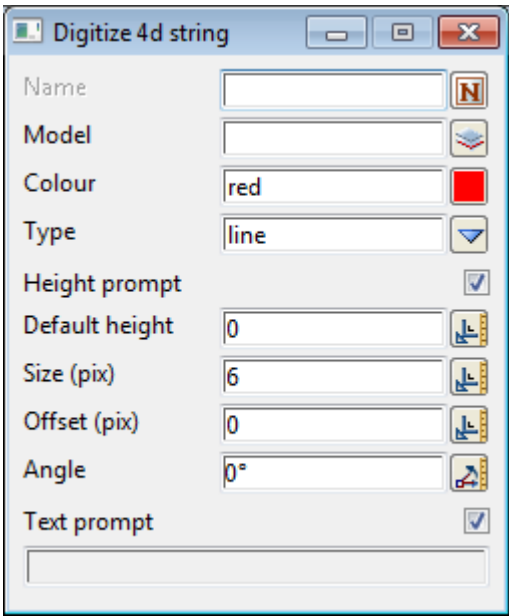 Digitize 4d string
Name N
Model
Colour red
Type line
Height prompt
Default height 0
Size (pix) 6
Offset (pix) 0
Angle 0°
Text prompt